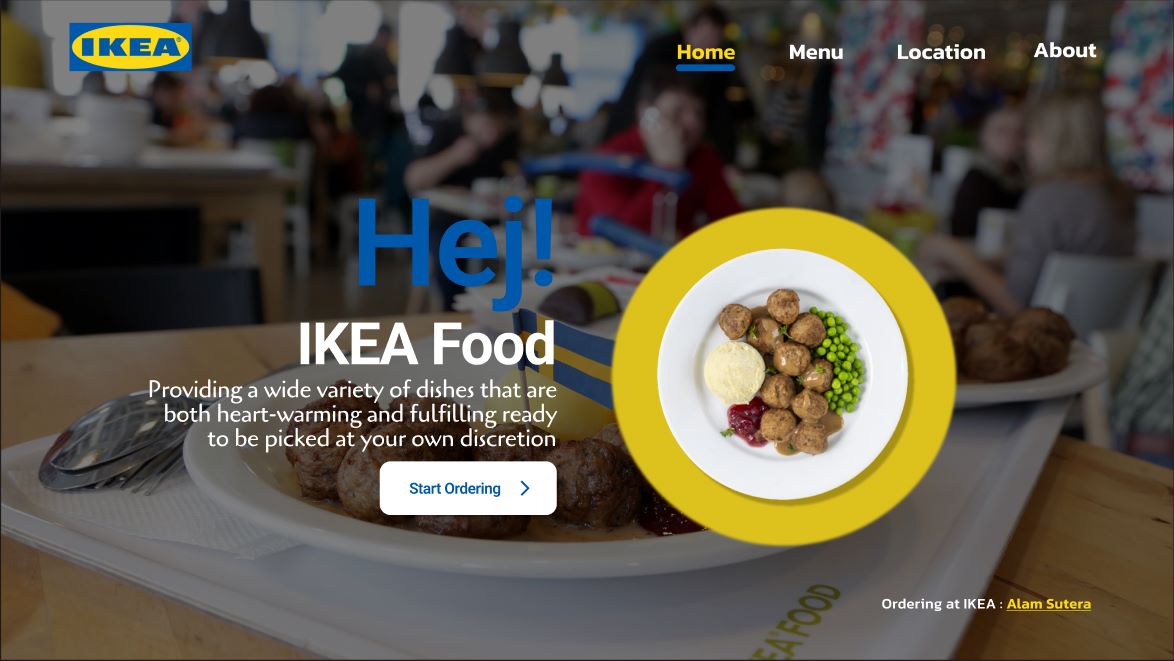 IKEA
Home Menu Location About
Hej!
IKEA Food
Providing a wide variety of dishes that are
both heart-warming and fulfilling ready
to be picked at your own discretion
Start Ordering
Ordering at IKEA : Alam Sutera
EA FOOD